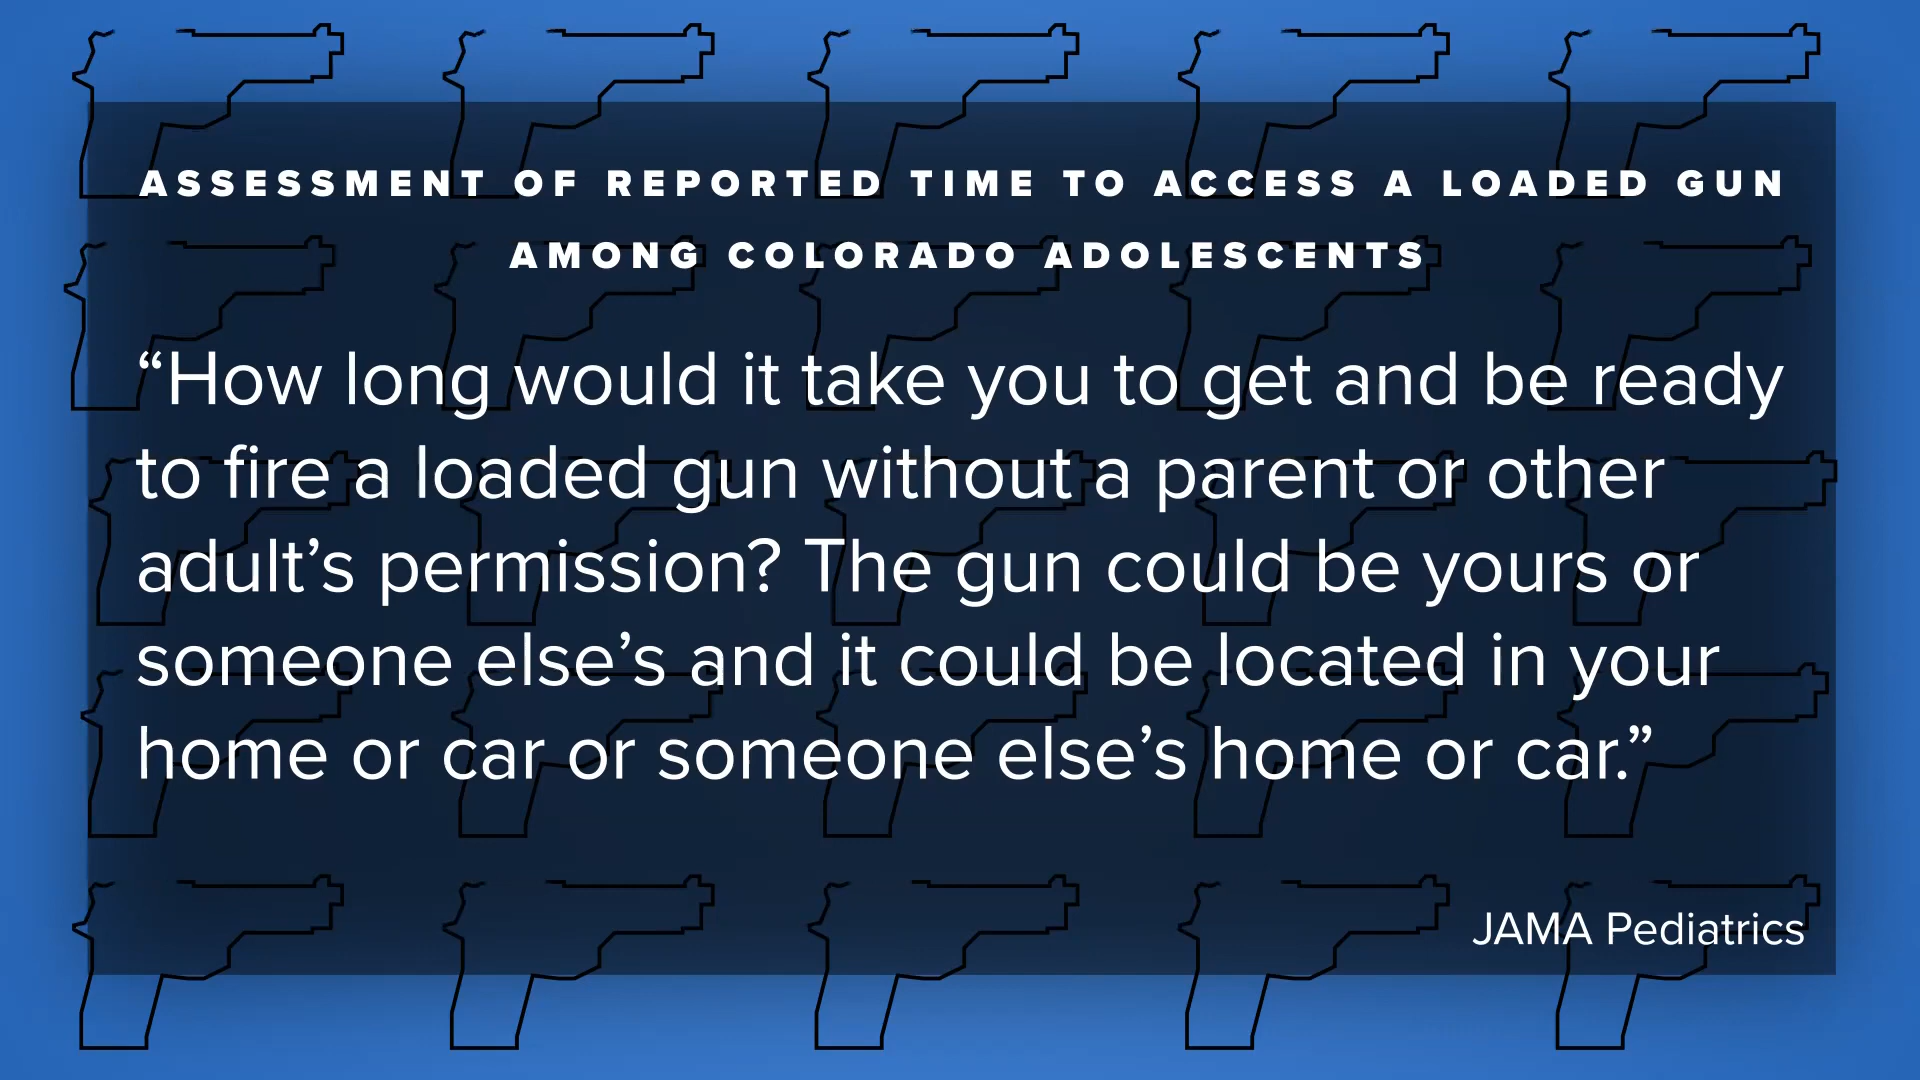 ASSESSMENT OF REPORTED TIME TO ACCESS A LOADED GUN
AMONG COLORADO ADOLESCENTS
“How long would it take you to get and be ready
to fire a loaded gun without a parent or other
adult’s permission? The gun could be yours or
someone else’s and it could be located in your
home or car or someone else’s home or car.”
JAMA Pediatrics